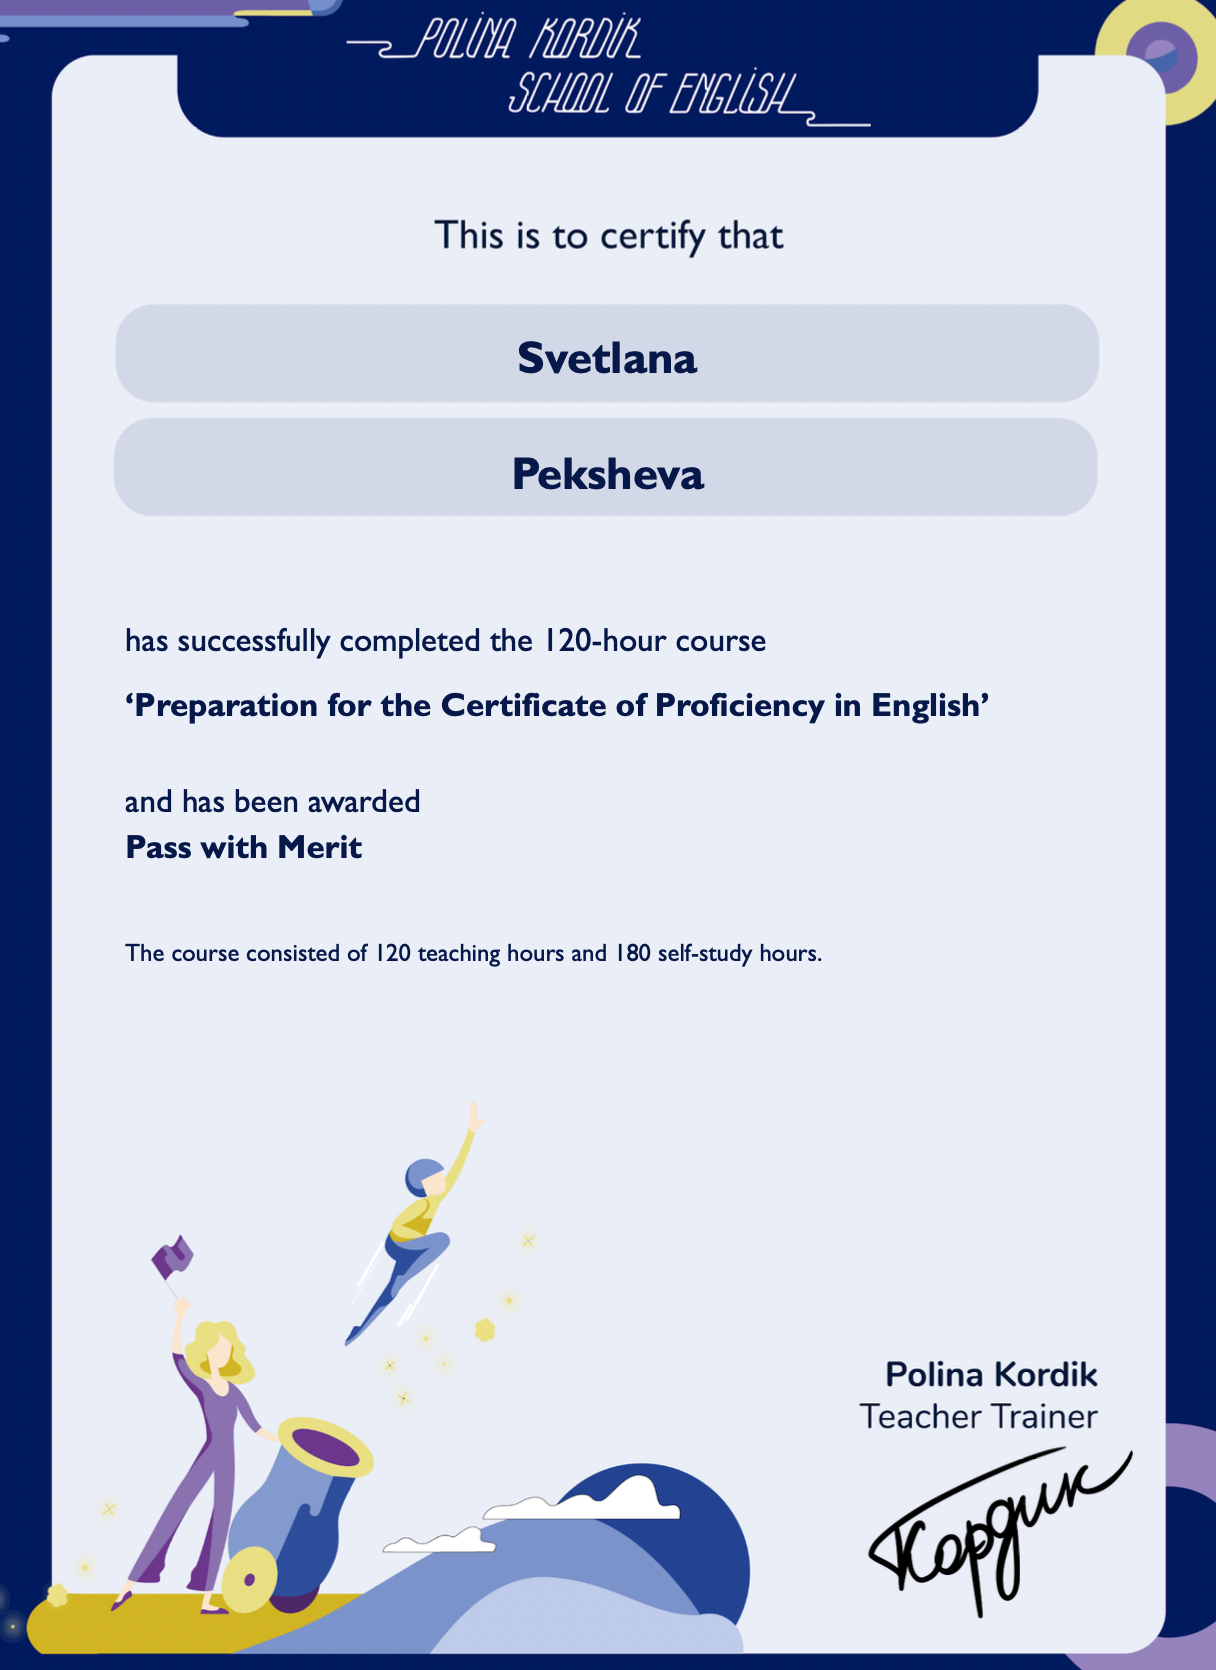 POLINA KORDIK
SCHOOL OF ENGLISH
This is to certify that
Svetlana
Peksheva
has successfully completed the 120-hour course
‘Preparation for the Certificate of Proficiency in English’
and has been awarded
Pass with Merit
The course consisted of 120 teaching hours and 180 self-study hours.
Polina Kordik
Teacher Trainer
Кордик